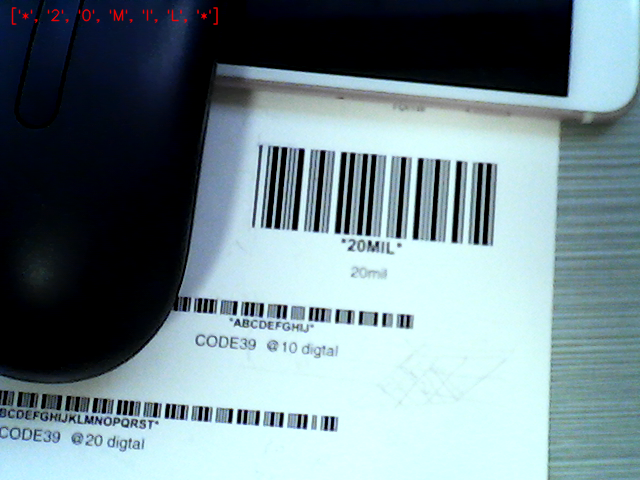 ['*', '2', '0', 'M', 'I', 'L', '*']
*20MIL*
20mil
*ABCDEFGHIJ*
CODE39 @10 digtal
BCDEFGHIJKLMNOPQRST*
CODE39 @20 digtal